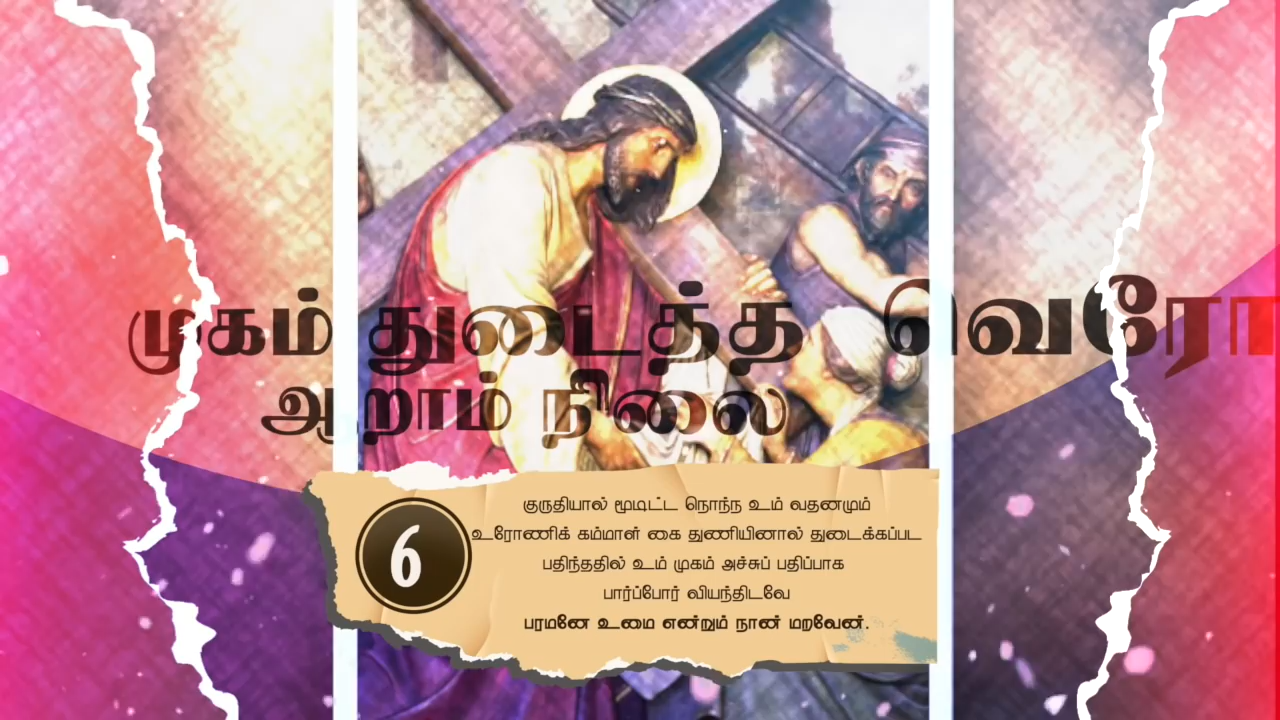 முகம் துடைத்த வெரோ
ஆறாம் நிலை
6
குருதியால் மூடிட்ட நொந்த உம் வதனமும்
உரோணிக் கம்மாள் கை துணியினால் துடைக்கப்பட
பதிந்ததில் உம் முகம் அச்சுப் பதிப்பாக
பார்ப்போர் வியந்திடவே
பரமனே உமை என்றும் நான் மறவேன்.